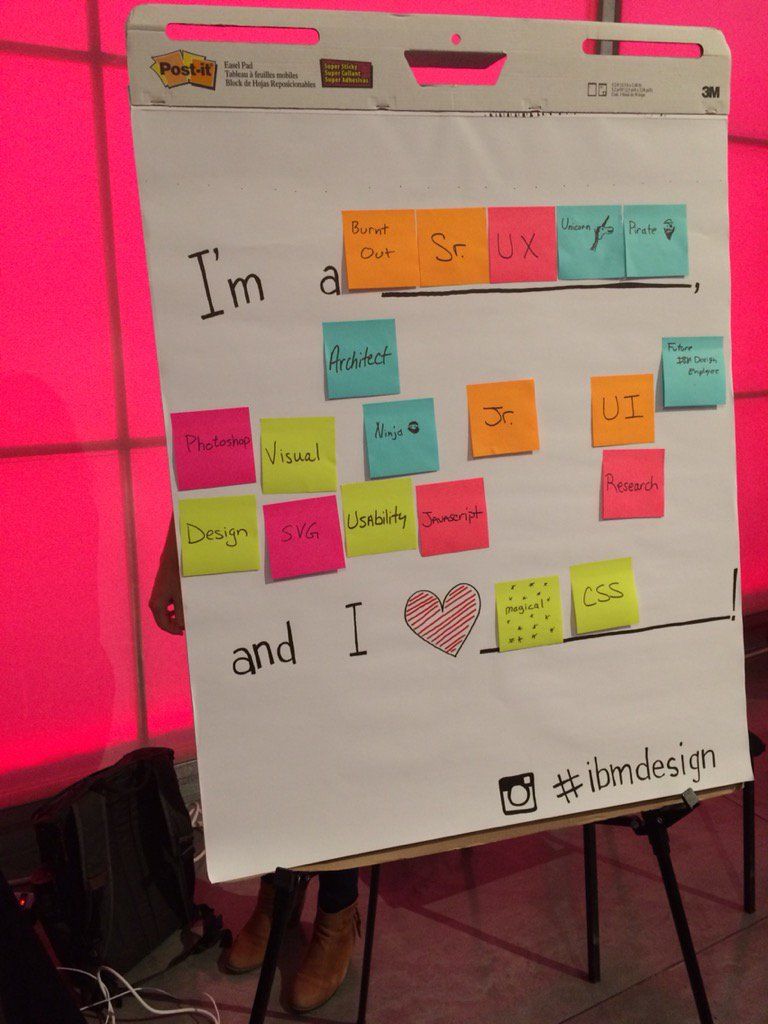 Post-it
Easel Pad
Tableau à feuilles mobiles
Block de Hojas Reposicionables
Super Sticky
Super Collant
Super Adhesivas
3M
I'm a Burnt Out Sr. UX Unicorn Pirate,
Architect
Future
IBM Design
Employee
Photoshop
Visual
Ninja
Jr.
UI
Design
SVG
Usability
Javascript
Research
and I magical CSS!
#ibmdesign